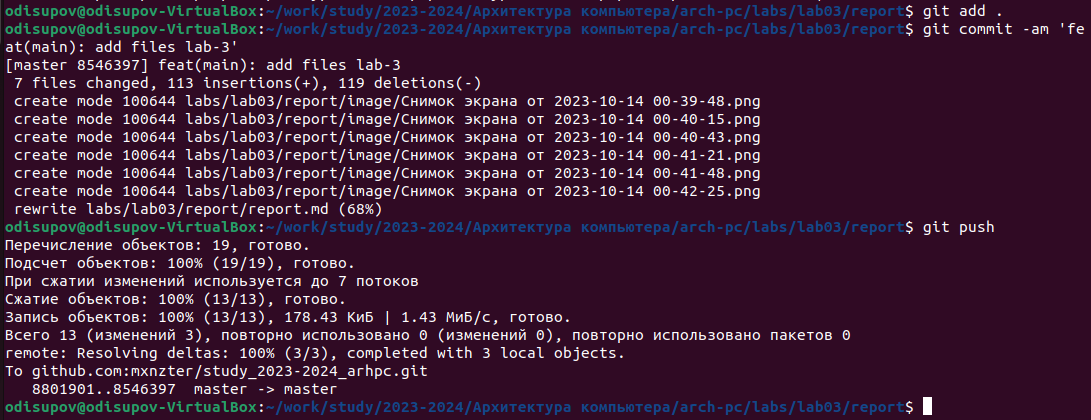 odisupov@odisupov-VirtualBox:~/work/study/2023-2024/Архитектура компьютера/arch-pc/labs/lab03/report$ git add .
odisupov@odisupov-VirtualBox:~/work/study/2023-2024/Архитектура компьютера/arch-pc/labs/lab03/report$ git commit -am 'fe
at(main): add files lab-3'
[master 8546397] feat(main): add files lab-3
 7 files changed, 113 insertions(+), 119 deletions(-)
 create mode 100644 labs/lab03/report/image/Снимок экрана от 2023-10-14 00-39-48.png
 create mode 100644 labs/lab03/report/image/Снимок экрана от 2023-10-14 00-40-15.png
 create mode 100644 labs/lab03/report/image/Снимок экрана от 2023-10-14 00-40-43.png
 create mode 100644 labs/lab03/report/image/Снимок экрана от 2023-10-14 00-41-21.png
 create mode 100644 labs/lab03/report/image/Снимок экрана от 2023-10-14 00-41-48.png
 create mode 100644 labs/lab03/report/image/Снимок экрана от 2023-10-14 00-42-25.png
 rewrite labs/lab03/report/report.md (68%)
odisupov@odisupov-VirtualBox:~/work/study/2023-2024/Архитектура компьютера/arch-pc/labs/lab03/report$ git push
Перечисление объектов: 19, готово.
Подсчет объектов: 100% (19/19), готово.
При сжатии изменений используется до 7 потоков
Сжатие объектов: 100% (13/13), готово.
Запись объектов: 100% (13/13), 178.43 КиБ | 1.43 МиБ/с, готово.
Всего 13 (изменений 3), повторно использовано 0 (изменений 0), повторно использовано пакетов 0
remote: Resolving deltas: 100% (3/3), completed with 3 local objects.
To github.com:mxnzter/study_2023-2024_arhpc.git
   8801901..8546397  master -> master
odisupov@odisupov-VirtualBox:~/work/study/2023-2024/Архитектура компьютера/arch-pc/labs/lab03/report$